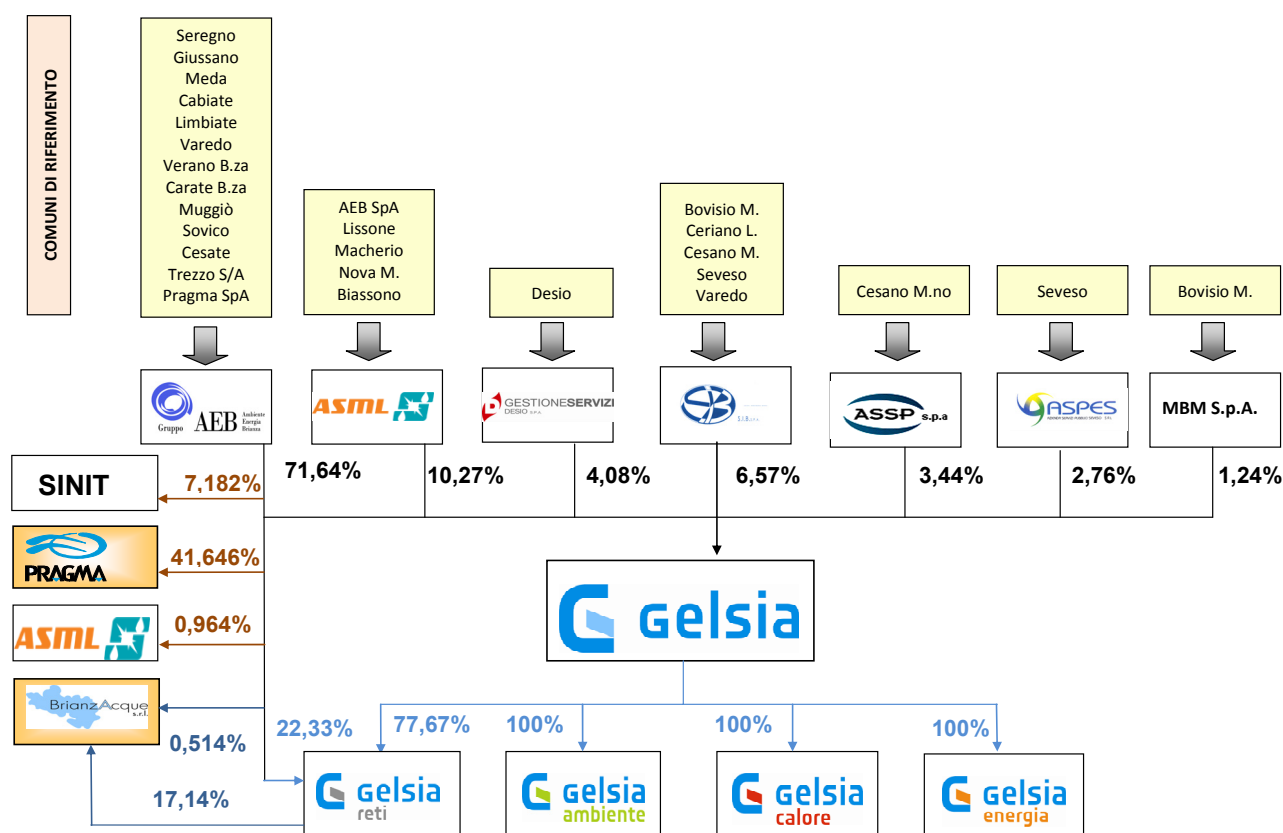 COMUNI DI RIFERIMENTO
Seregno
Giussano
Meda
Cabiate
Limbiate
Varedo
Verano B.za
Carate B.za
Muggiò
Sovico
Cesate
Trezzo S/A
Pragma SpA
AEB SpA
Lissone
Macherio
Nova M.
Biassono
Desio
Bovisio M.
Ceriano L.
Cesano M.
Seveso
Varedo
Cesano M.no
Seveso
Bovisio M.
Gruppo AEB
Ambiente
Energia
Brianza
ASML
GESTIONESERVIZI
DESIO S.P.A.
ASSP s.p.a
ASPES
MBM S.p.A.
71,64%
10,27%
4,08%
6,57%
3,44%
2,76%
1,24%
SINIT
7,182%
PRAGMA
41,646%
ASML
0,964%
BrianzAcque
s.r.l.
0,514%
17,14%
Gelsia
22,33%
77,67%
100%
100%
100%
Gelsia
reti
Gelsia
ambiente
Gelsia
calore
Gelsia
energia